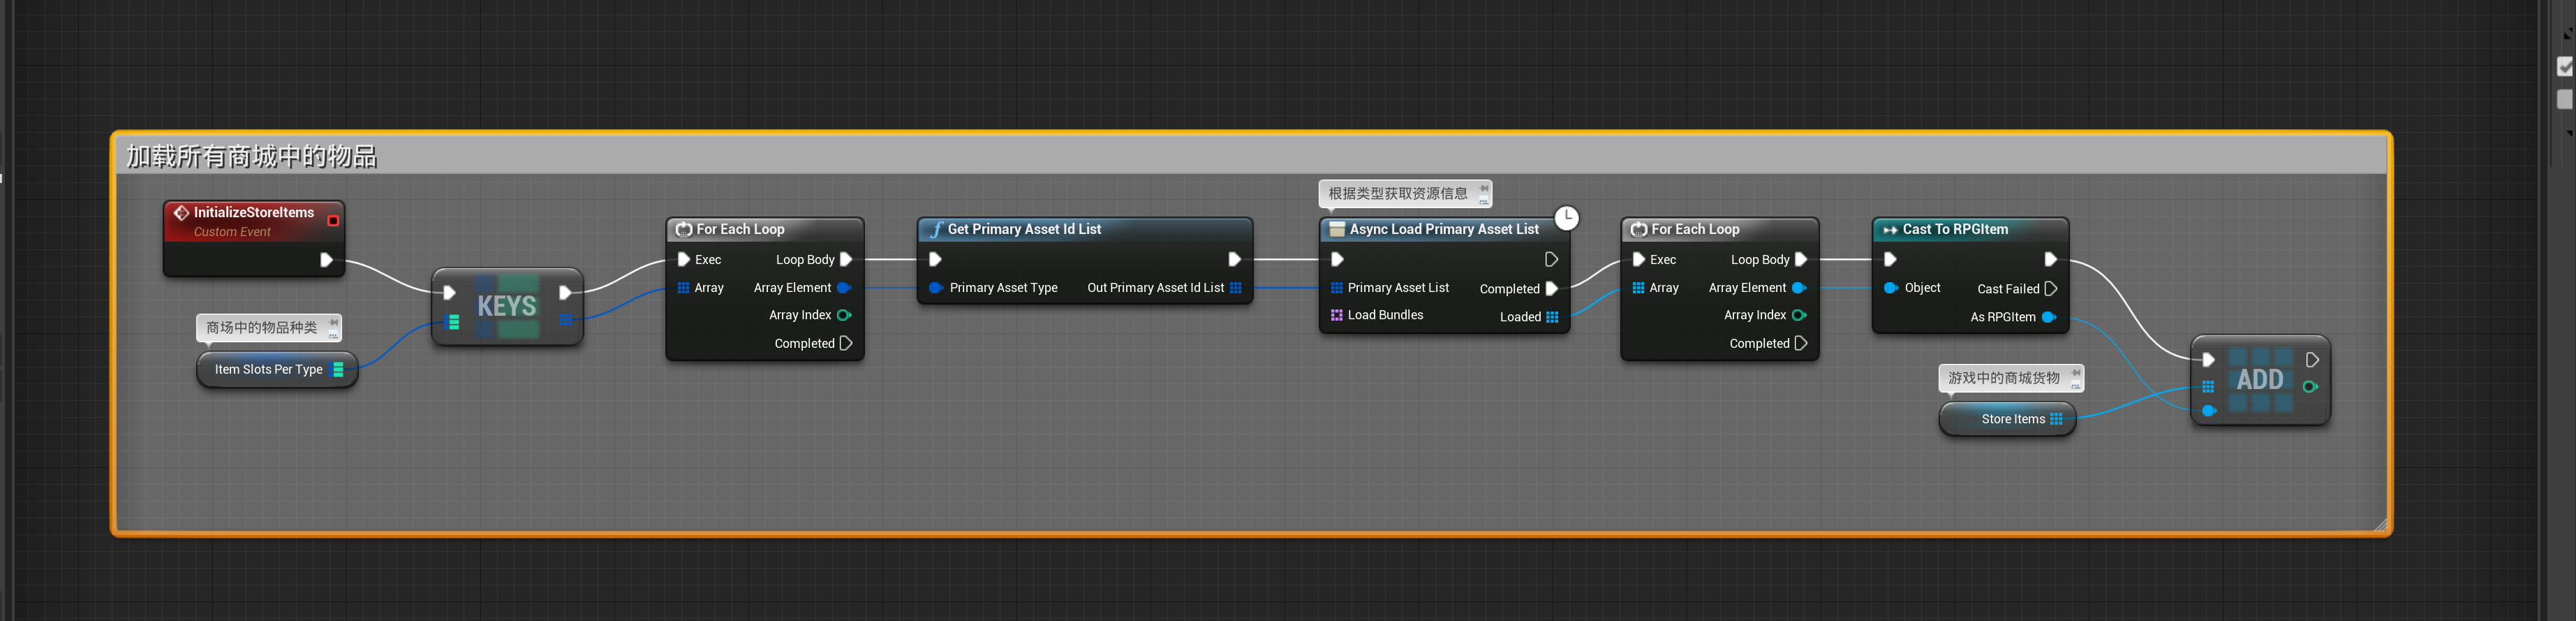 加载所有商城中的物品
InitializeStoreItems
Custom Event
商场中的物品种类
Item Slots Per Type
KEYS
For Each Loop
Exec Loop Body
Array Array Element
Array Index
Completed
Get Primary Asset Id List
Primary Asset Type Out Primary Asset Id List
根据类型获取资源信息
Async Load Primary Asset List
Primary Asset List Completed
Load Bundles Loaded
For Each Loop
Exec Loop Body
Array Array Element
Array Index
Completed
Cast To RPGItem
Object Cast Failed
As RPGItem
游戏中的商城货物
Store Items
ADD